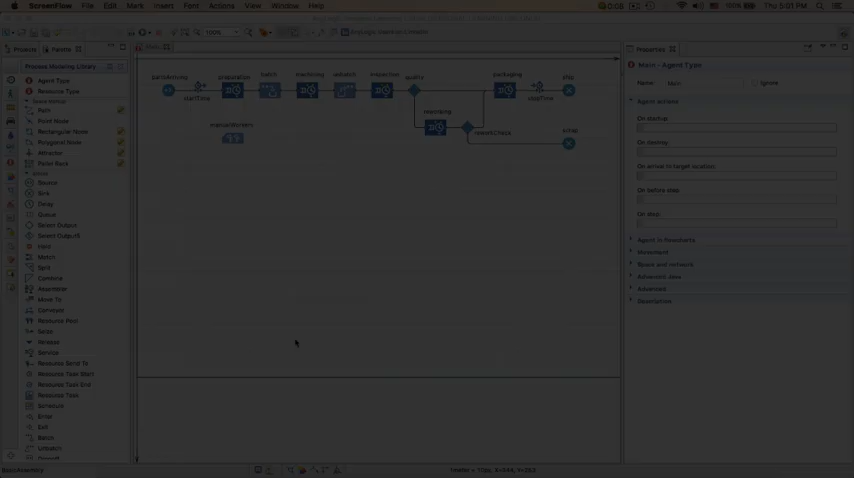 ScreenFlow File Edit Mark Insert Font Actions View Window Help
100% Thu 5:01 PM
Projects Palette
Main
Properties
Process Modeling Library
Agent Type
Resource Type
Path
Point Node
Rectangular Node
Polygonal Node
Attractor
Pallet Rack
Source
Sink
Delay
Queue
Select Output
Select Output5
Hold
Match
Split
Combine
Assembler
Move To
Conveyor
Resource Pool
Seize
Release
Service
Resource Send To
Resource Task Start
Resource Task End
Resource Task
Schedule
Enter
Exit
Batch
Unbatch
startTime
preparation
batch
machining
unbatch
inspection
quality
packaging
stopTime
ship
manualWorkers
reworking
reworkCheck
scrap
Main - Agent Type
Name: Main Ignore
Agent actions
On startup:
On destroy:
On arrival to target location:
On before step:
On step:
Agent in flowcharts
Movement
Space and network
Advanced Java
Advanced
Description